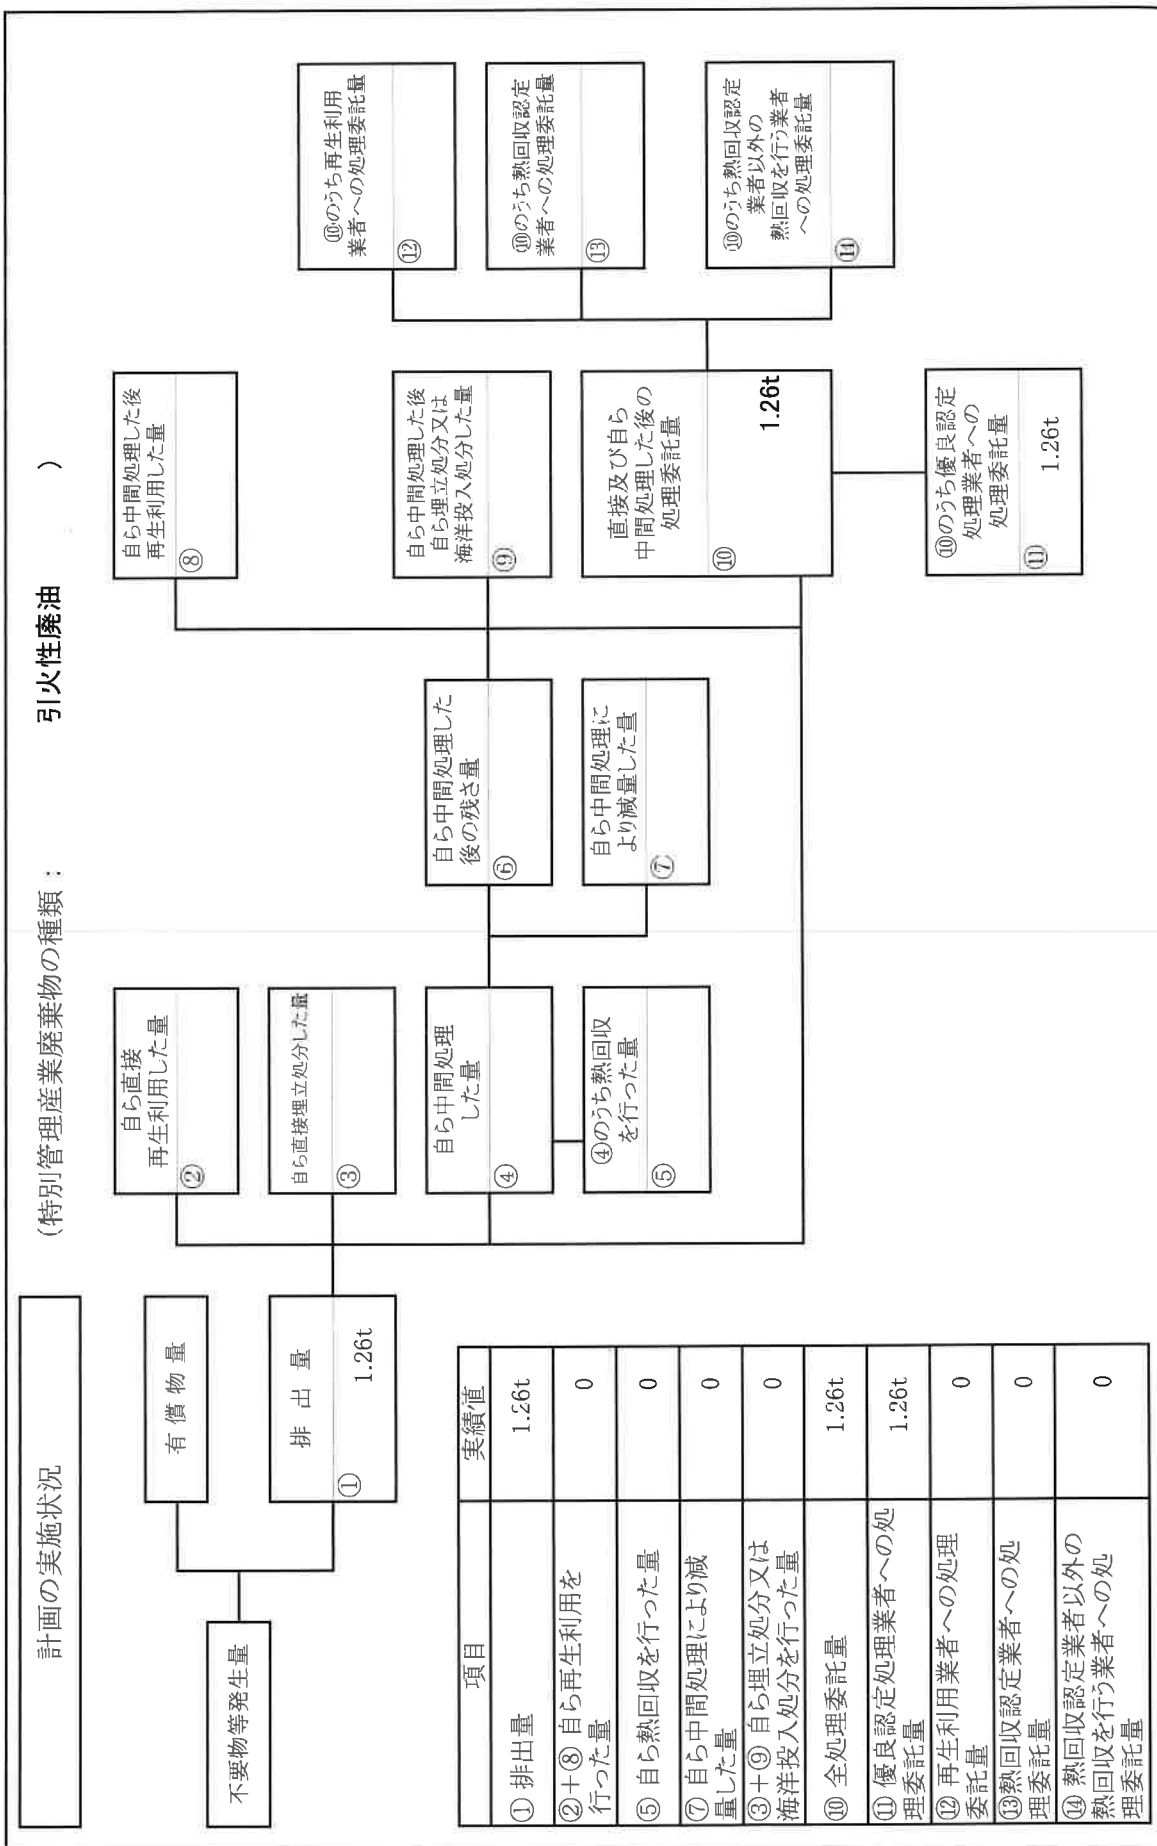 計画の実施状況
(特別管理産業廃棄物の種類： 引火性廃油 )
不要物等発生量
有償物量
排出量
①
1.26t
自ら直接
再生利用した量
②
自ら直接埋立処分した量
③
自ら中間処理
した量
④
④のうち熱回収
を行った量
⑤
自ら中間処理した
後の残さ量
⑥
自ら中間処理に
より減量した量
⑦
自ら中間処理した後
再生利用した量
⑧
自ら中間処理した後
自ら埋立処分又は
海洋投入処分した量
⑨
直接及び自ら
中間処理した後の
処理委託量
⑩
1.26t
⑩のうち優良認定
処理業者への
処理委託量
⑪
1.26t
⑩のうち再生利用
業者への処理委託量
⑫
⑩のうち熱回収認定
業者への処理委託量
⑬
⑩のうち熱回収認定
業者以外の
熱回収を行う業者
への処理委託量
⑭
項目 実績値
① 排出量 1.26t
②＋⑧ 自ら再生利用を
行った量 0
⑤ 自ら熱回収を行った量 0
⑦ 自ら中間処理により減
量した量 0
③＋⑨ 自ら埋立処分又は
海洋投入処分を行った量 0
⑩ 全処理委託量 1.26t
⑪ 優良認定処理業者への処
理委託量 1.26t
⑫ 再生利用業者への処理
委託量 0
⑬熱回収認定業者への処
理委託量 0
⑭ 熱回収認定業者以外の
熱回収を行う業者への処
理委託量 0